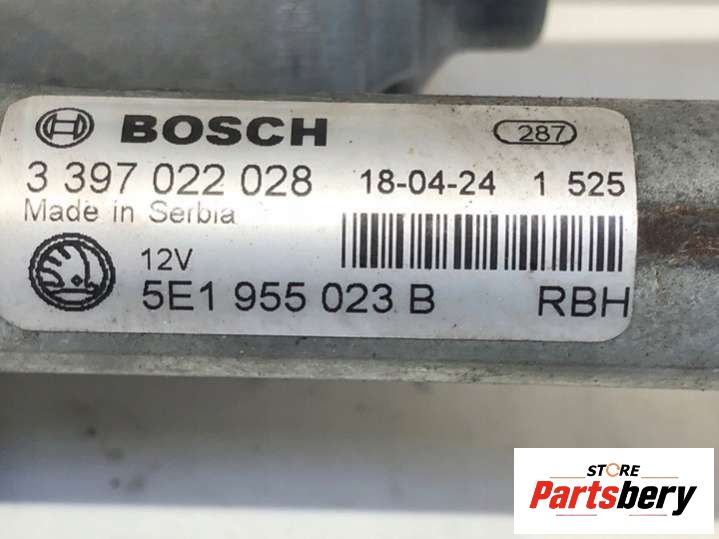 BOSCH 287
3 397 022 028 18-04-24 1 525
Made in Serbia
12V
5E1 955 023 B RBH
STORE
Partsbery